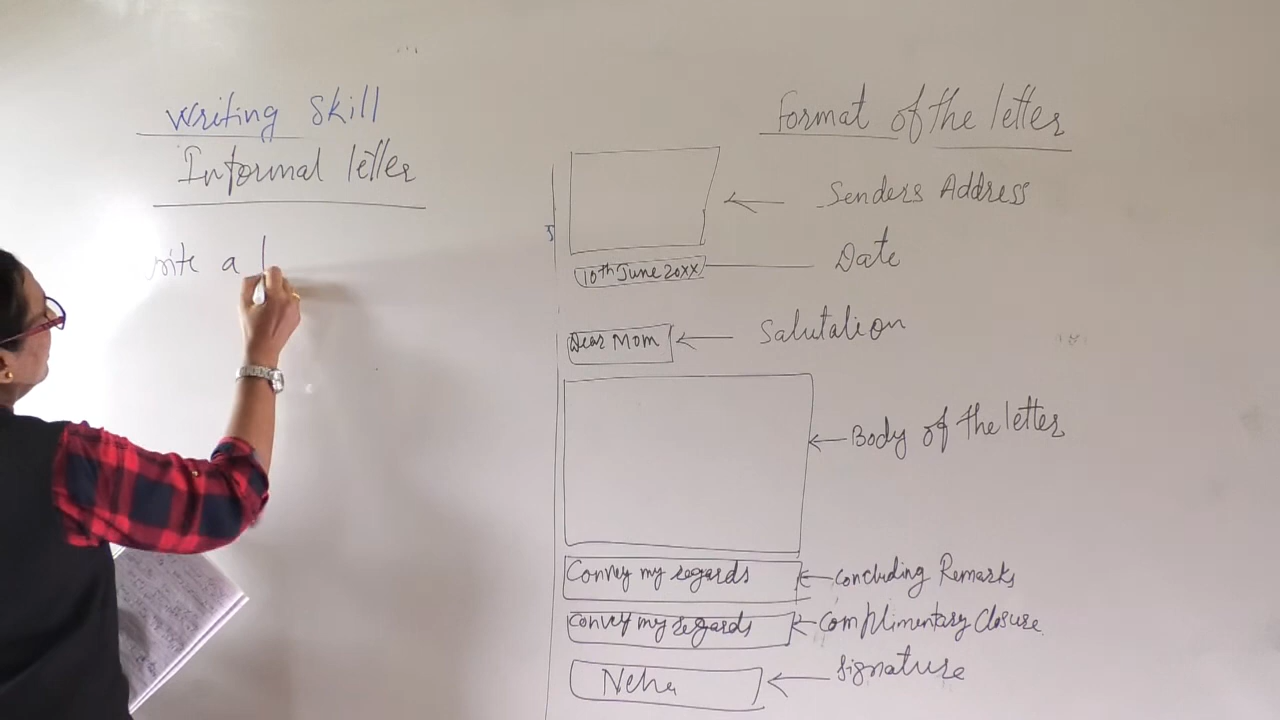 Writing Skill
Informal letter
rite a l
Format of the letter
Senders Address
10th June 20xx
Date
Dear Mom
Salutation
Body of the letter
Convey my regards
Concluding Remarks
Convey my regards
Complimentary Closure
Neha
Signature